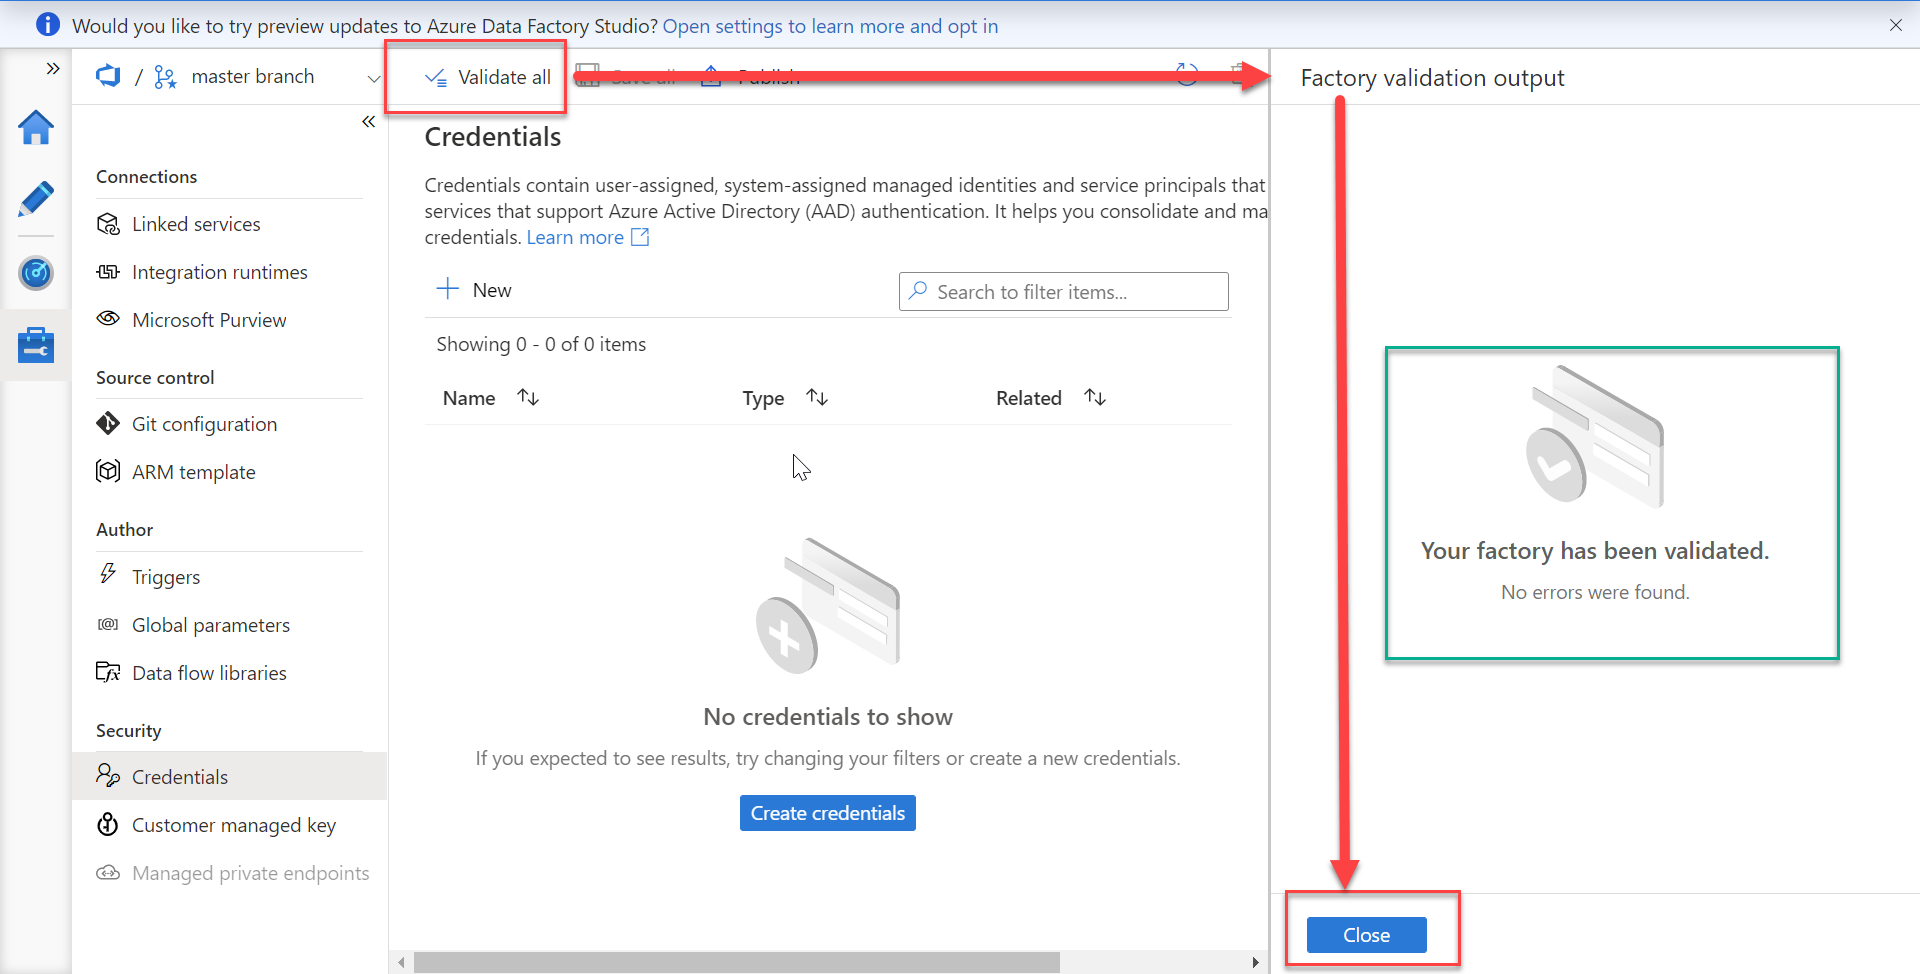 Would you like to try preview updates to Azure Data Factory Studio? Open settings to learn more and opt in
/ master branch
Validate all
Save all
Publish
Factory validation output
Connections
Linked services
Integration runtimes
Microsoft Purview
Source control
Git configuration
ARM template
Author
Triggers
Global parameters
Data flow libraries
Security
Credentials
Customer managed key
Managed private endpoints
Credentials
Credentials contain user-assigned, system-assigned managed identities and service principals that
services that support Azure Active Directory (AAD) authentication. It helps you consolidate and ma
credentials. Learn more
New
Search to filter items...
Showing 0 - 0 of 0 items
Name Type Related
No credentials to show
If you expected to see results, try changing your filters or create a new credentials.
Create credentials
Your factory has been validated.
No errors were found.
Close